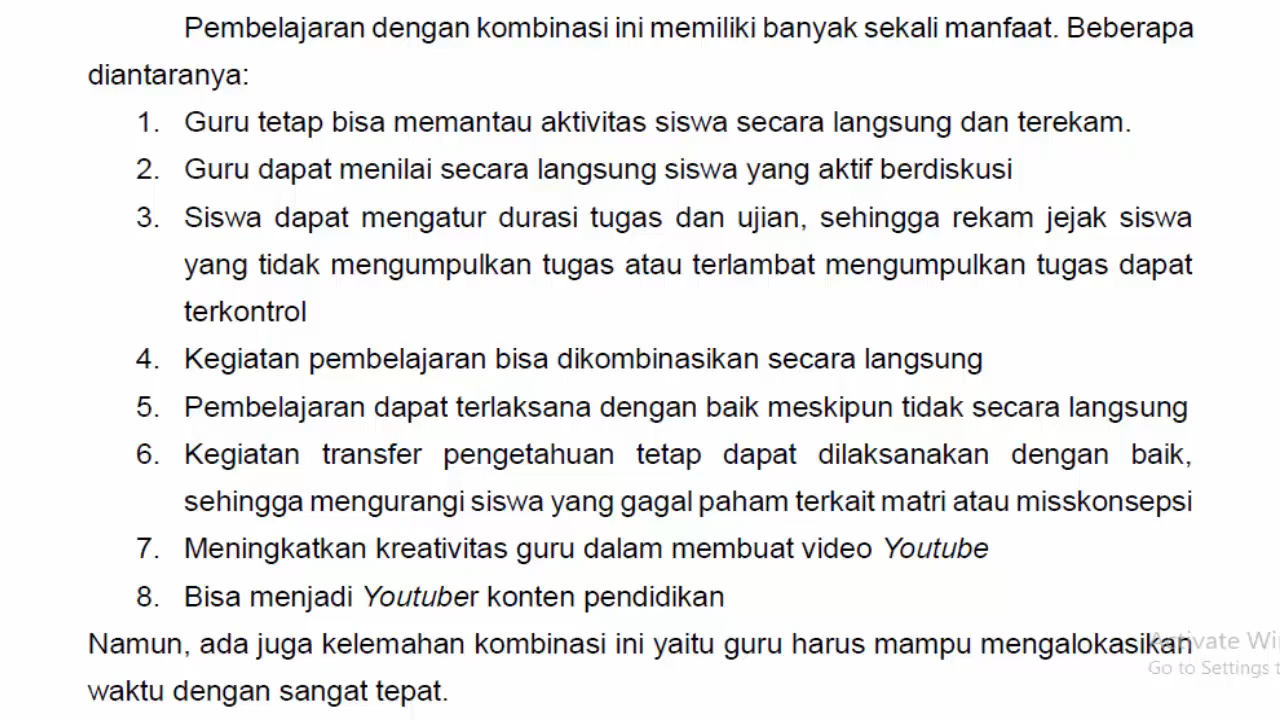 Pembelajaran dengan kombinasi ini memiliki banyak sekali manfaat. Beberapa
diantaranya:
1. Guru tetap bisa memantau aktivitas siswa secara langsung dan terekam.
2. Guru dapat menilai secara langsung siswa yang aktif berdiskusi
3. Siswa dapat mengatur durasi tugas dan ujian, sehingga rekam jejak siswa
yang tidak mengumpulkan tugas atau terlambat mengumpulkan tugas dapat
terkontrol
4. Kegiatan pembelajaran bisa dikombinasikan secara langsung
5. Pembelajaran dapat terlaksana dengan baik meskipun tidak secara langsung
6. Kegiatan transfer pengetahuan tetap dapat dilaksanakan dengan baik,
sehingga mengurangi siswa yang gagal paham terkait matri atau misskonsepsi
7. Meningkatkan kreativitas guru dalam membuat video Youtube
8. Bisa menjadi Youtuber konten pendidikan
Namun, ada juga kelemahan kombinasi ini yaitu guru harus mampu mengalokasikan
waktu dengan sangat tepat.
Activate Wi
Go to Settings t